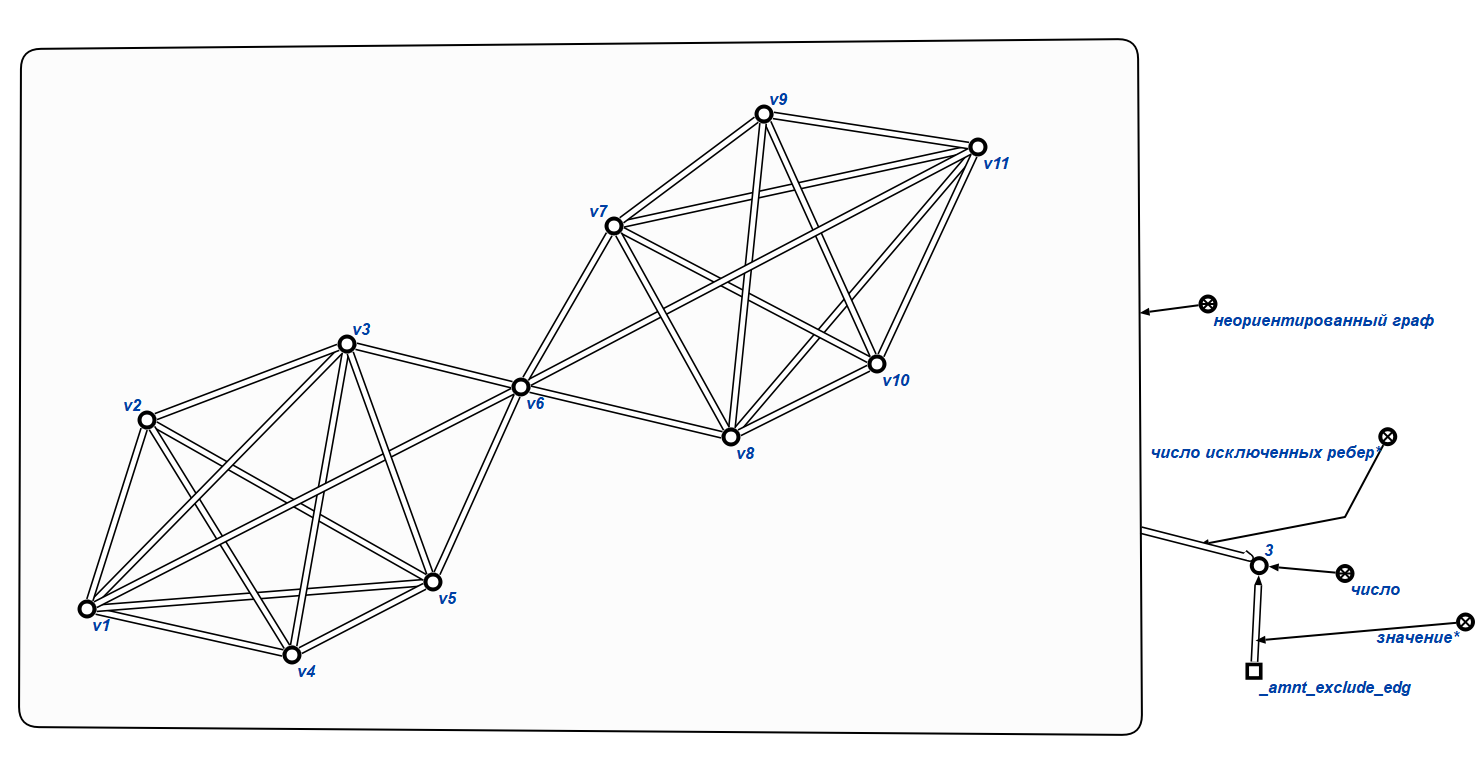 v9
v11
v7
неориентированный граф
v3
v10
v2
v6
v8
число исключенных ребер*
3
число
v5
v1
значение*
v4
_amnt_exclude_edg